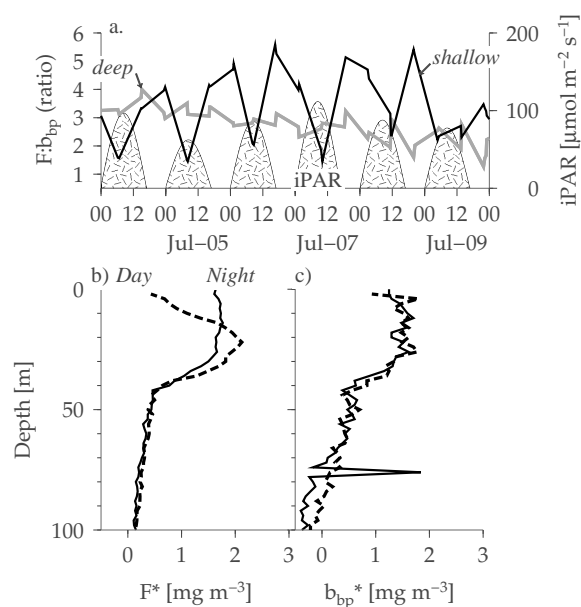 a.
6
5
4
3
2
1
F:b_bp (ratio)
deep
shallow
iPAR
200
100
0
iPAR [µmol m⁻² s⁻¹]
00 12 00 12 00 12 00 12 00 12 00 12 00
Jul–05 Jul–07 Jul–09
b) Day Night c)
0
50
100
Depth [m]
0 1 2 3 0 1 2 3
F* [mg m⁻³] b_bp* [mg m⁻³]